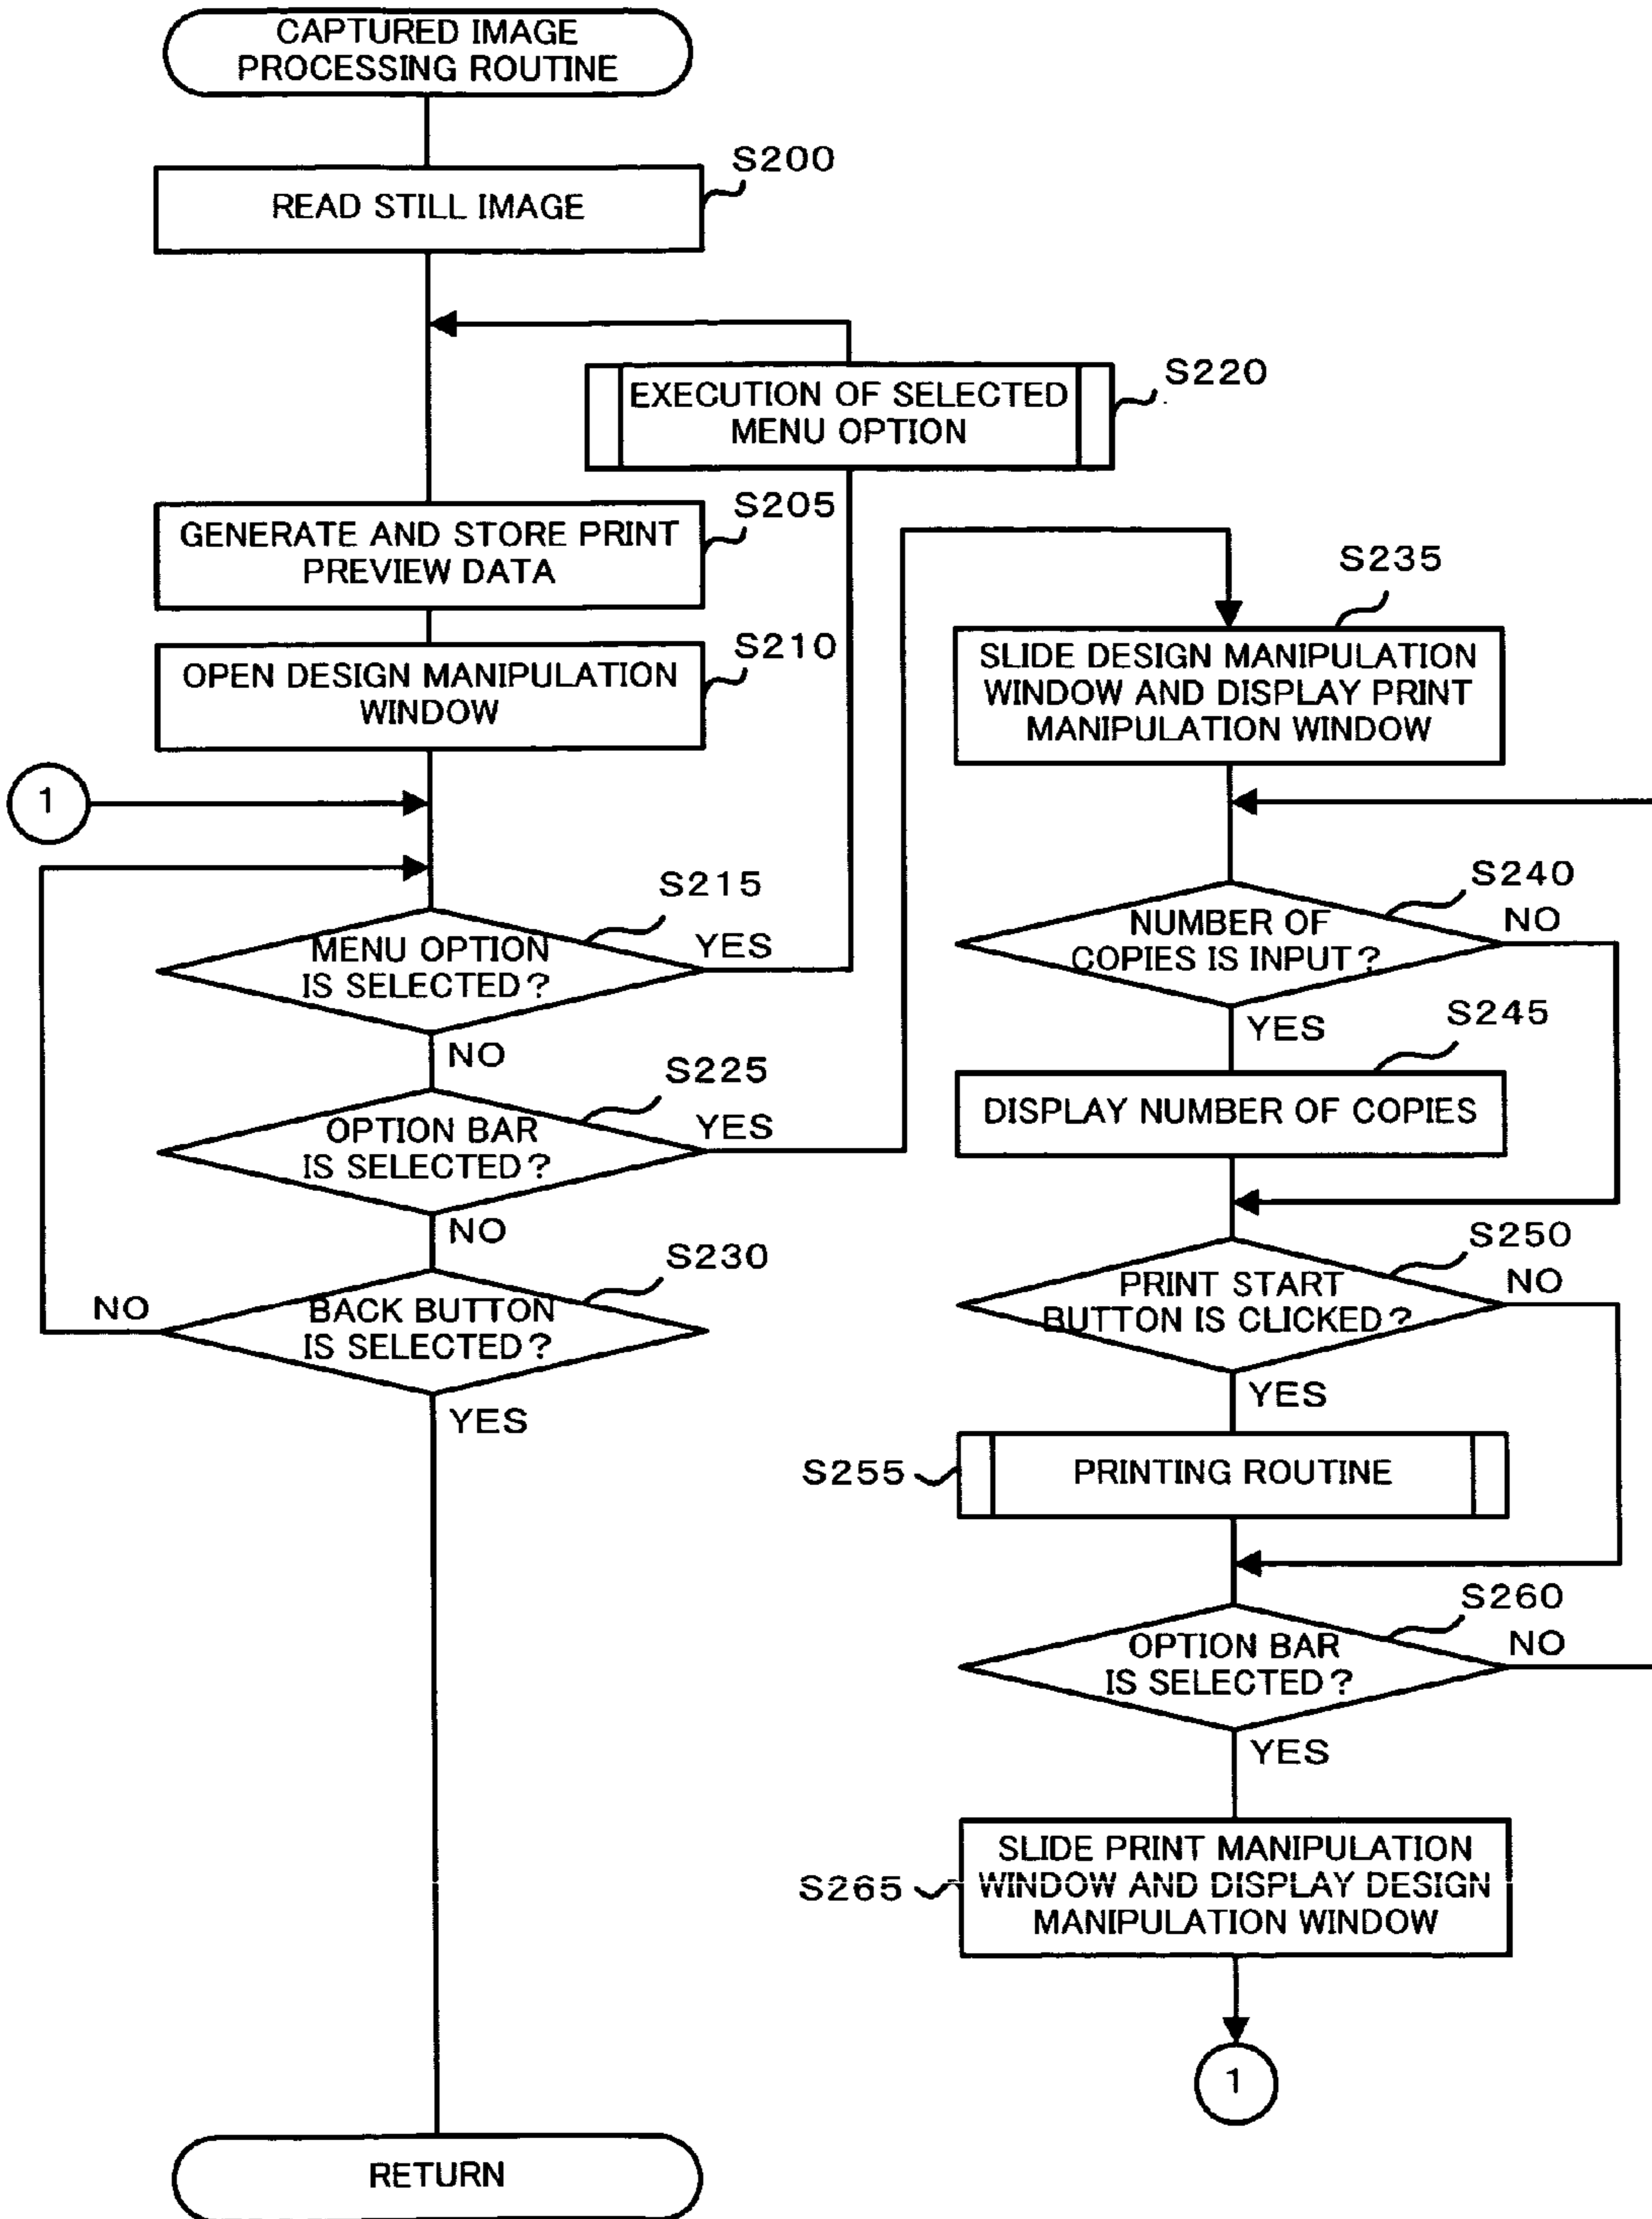 CAPTURED IMAGE
PROCESSING ROUTINE
S200
READ STILL IMAGE
S220
EXECUTION OF SELECTED
MENU OPTION
S205
GENERATE AND STORE PRINT
PREVIEW DATA
S210
OPEN DESIGN MANIPULATION
WINDOW
1
S215
MENU OPTION
IS SELECTED?
YES
NO
S225
OPTION BAR
IS SELECTED?
YES
NO
S230
BACK BUTTON
IS SELECTED?
NO
YES
RETURN
S235
SLIDE DESIGN MANIPULATION
WINDOW AND DISPLAY PRINT
MANIPULATION WINDOW
S240
NUMBER OF
COPIES IS INPUT?
NO
YES
S245
DISPLAY NUMBER OF COPIES
S250
PRINT START
BUTTON IS CLICKED?
NO
YES
S255
PRINTING ROUTINE
S260
OPTION BAR
IS SELECTED?
NO
YES
S265
SLIDE PRINT MANIPULATION
WINDOW AND DISPLAY DESIGN
MANIPULATION WINDOW
1